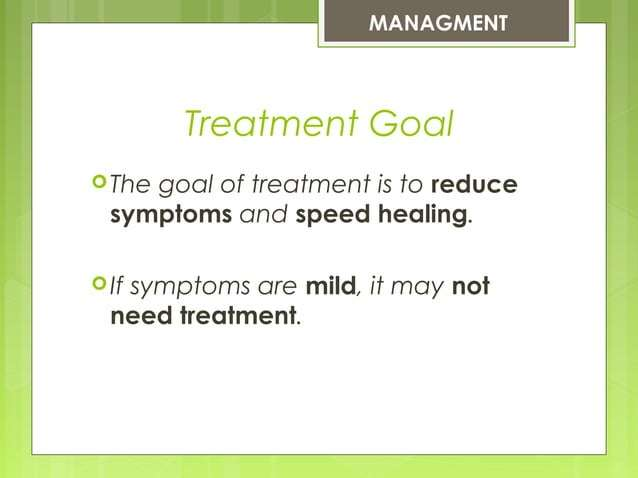 MANAGMENT
Treatment Goal
The goal of treatment is to reduce
symptoms and speed healing.
If symptoms are mild, it may not
need treatment.